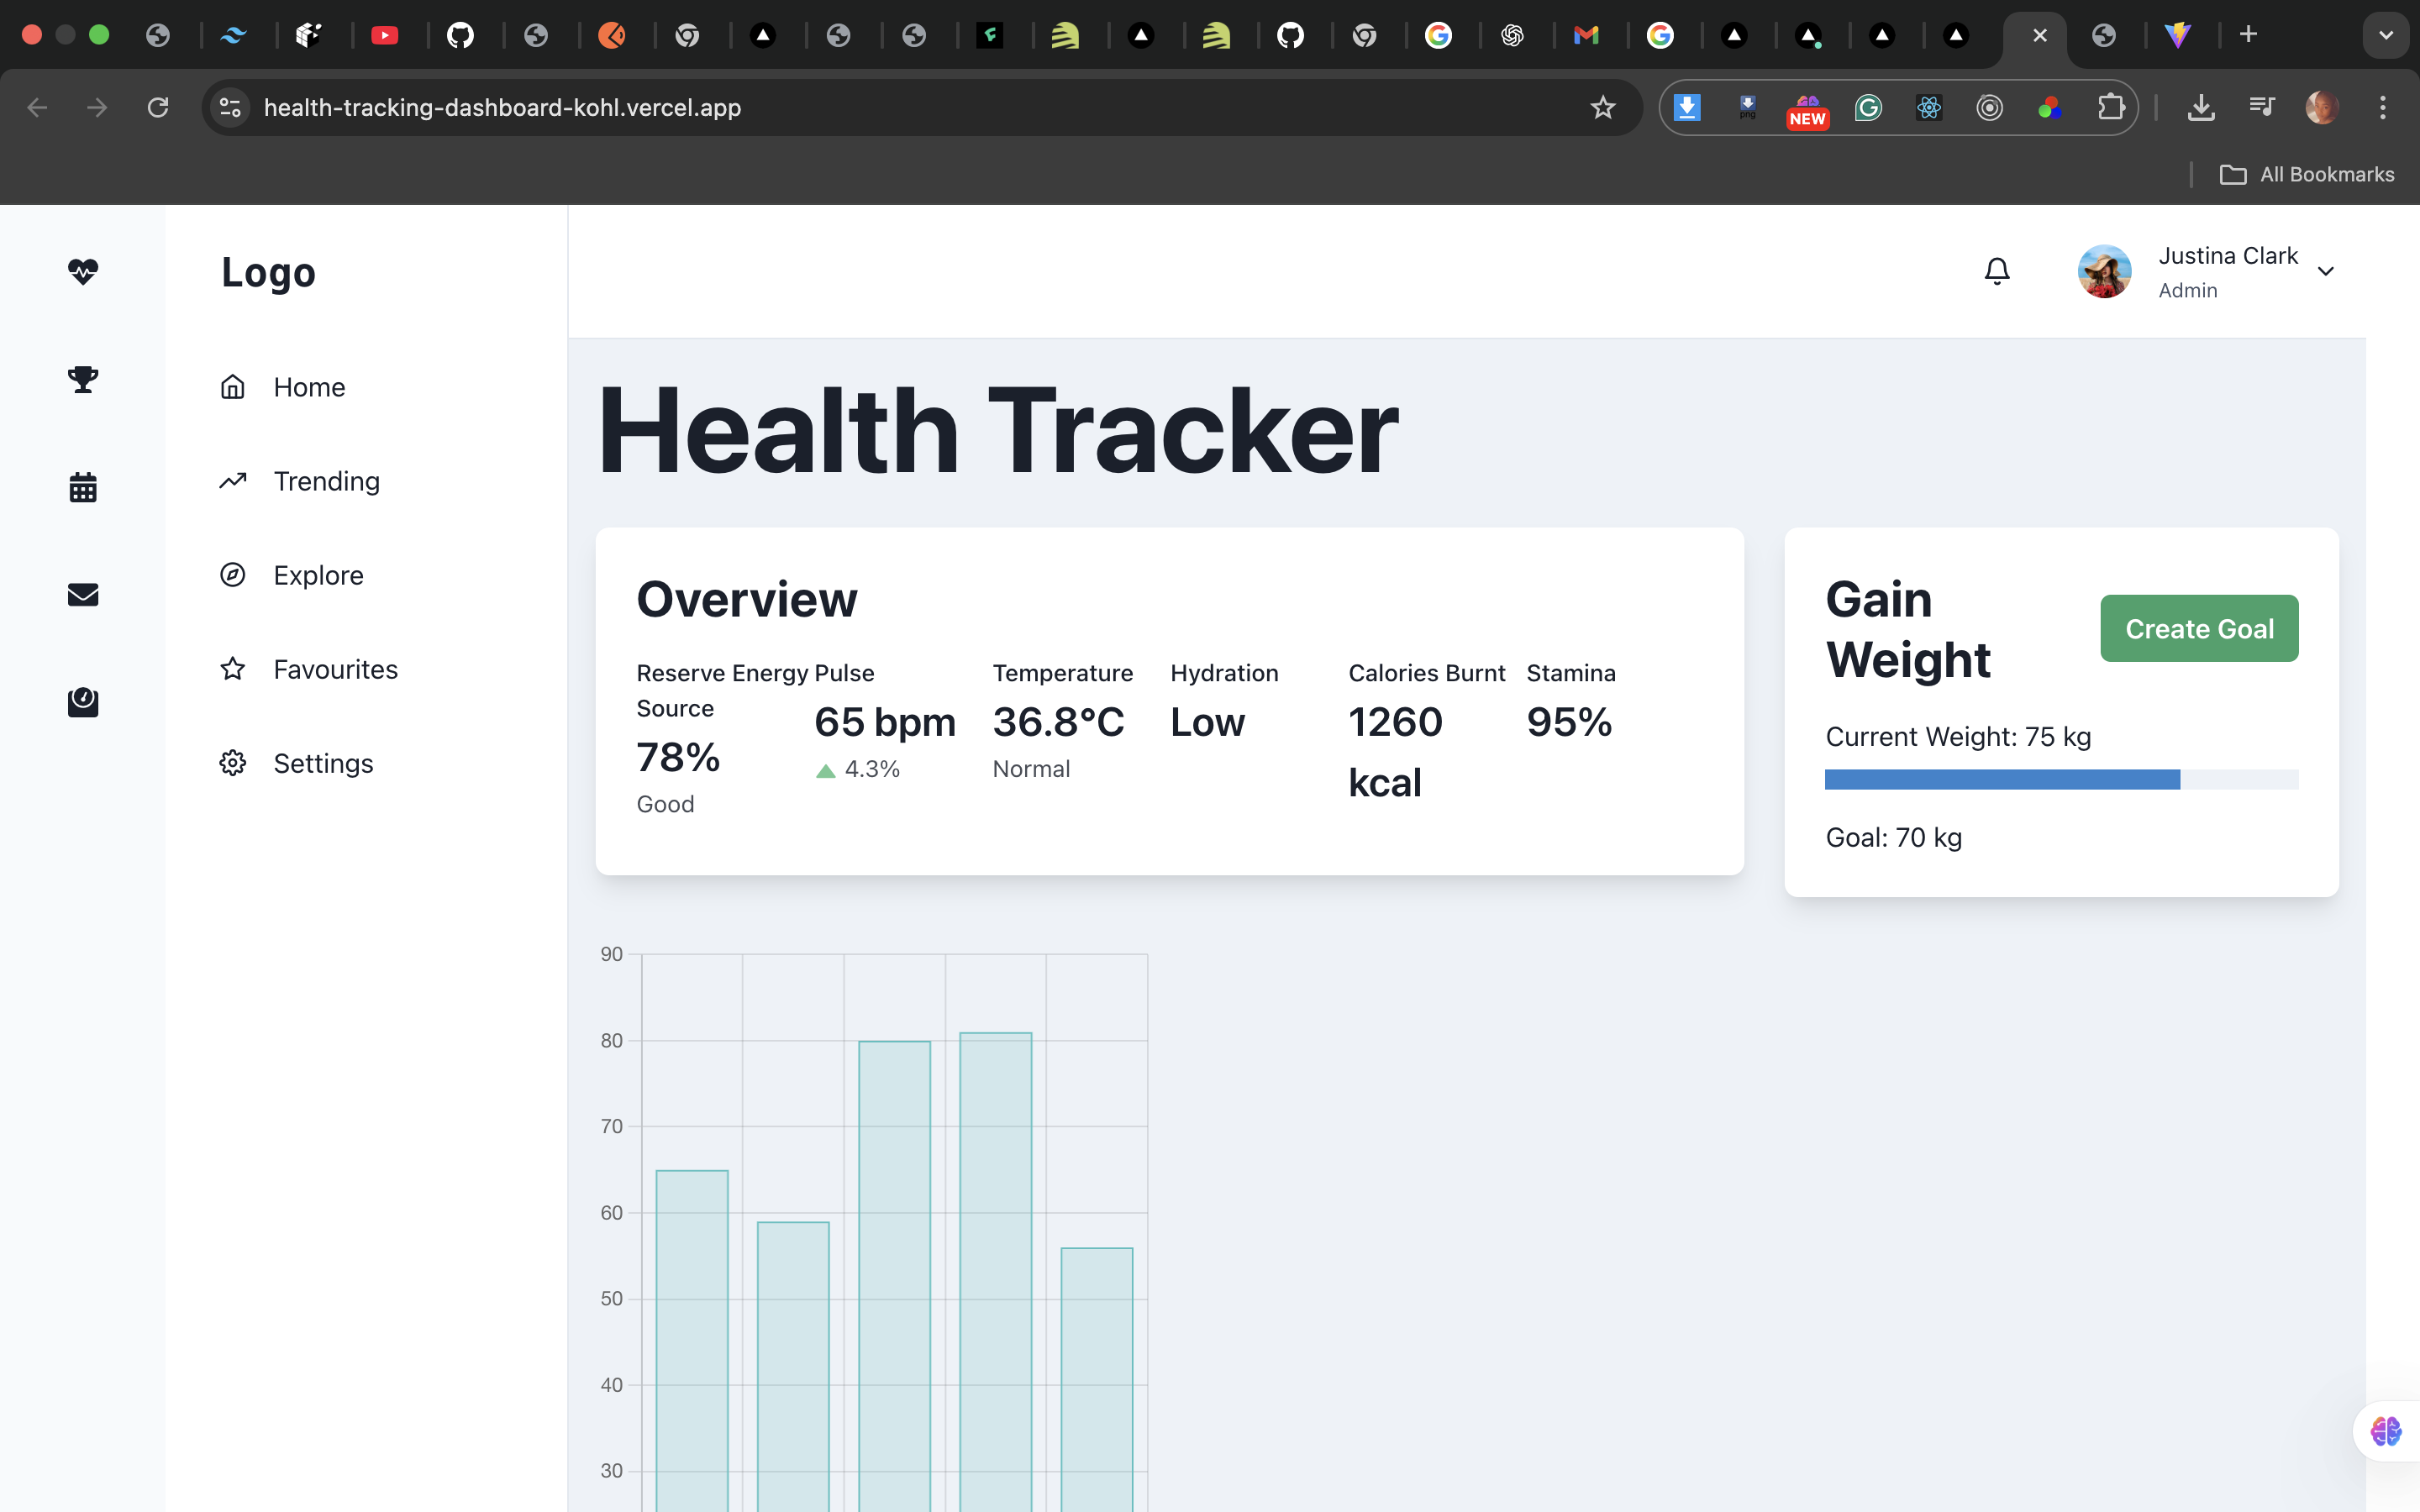 health-tracking-dashboard-kohl.vercel.app
png
NEW
All Bookmarks
Logo
Home
Trending
Explore
Favourites
Settings
Justina Clark
Admin
Health Tracker
Overview
Reserve Energy
Source
78%
Good
Pulse
65 bpm
4.3%
Temperature
36.8°C
Normal
Hydration
Low
Calories Burnt
1260
kcal
Stamina
95%
Gain
Weight
Create Goal
Current Weight: 75 kg
Goal: 70 kg
90
80
70
60
50
40
30